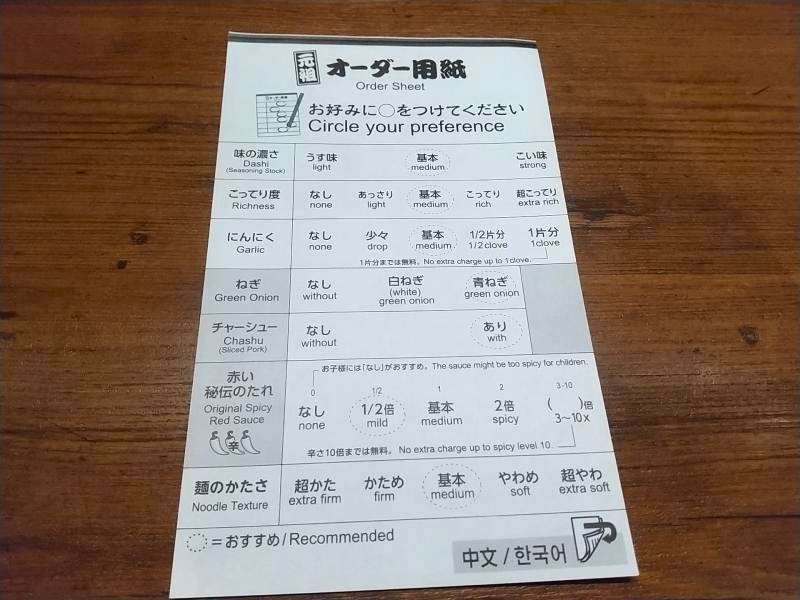 元祖 オーダー用紙
Order Sheet
お好みに○をつけてください
Circle your preference
味の濃さ うす味 基本 こい味
Dashi light medium strong
(Seasoning Stock)
こってり度 なし あっさり 基本 こってり 超こってり
Richness none light medium rich extra rich
にんにく なし 少々 基本 1/2片分 1片分
Garlic none drop medium 1/2clove 1clove
1片分までは無料。No extra charge up to 1clove.
ねぎ なし 白ねぎ 青ねぎ
Green Onion without (white) green onion green onion
チャーシュー なし あり
Chashu without with
(Sliced Pork)
お子様には「なし」がおすすめ。The sauce might be too spicy for children.
0 1/2 1 2 3-10
赤い
秘伝のたれ なし 1/2倍 基本 2倍 ( )倍
Original Spicy none mild medium spicy 3〜10x
Red Sauce
辛
辛さ10倍までは無料。No extra charge up to spicy level 10.
麺のかたさ 超かた かため 基本 やわめ 超やわ
Noodle Texture extra firm firm medium soft extra soft
=おすすめ/Recommended
中文/한국어